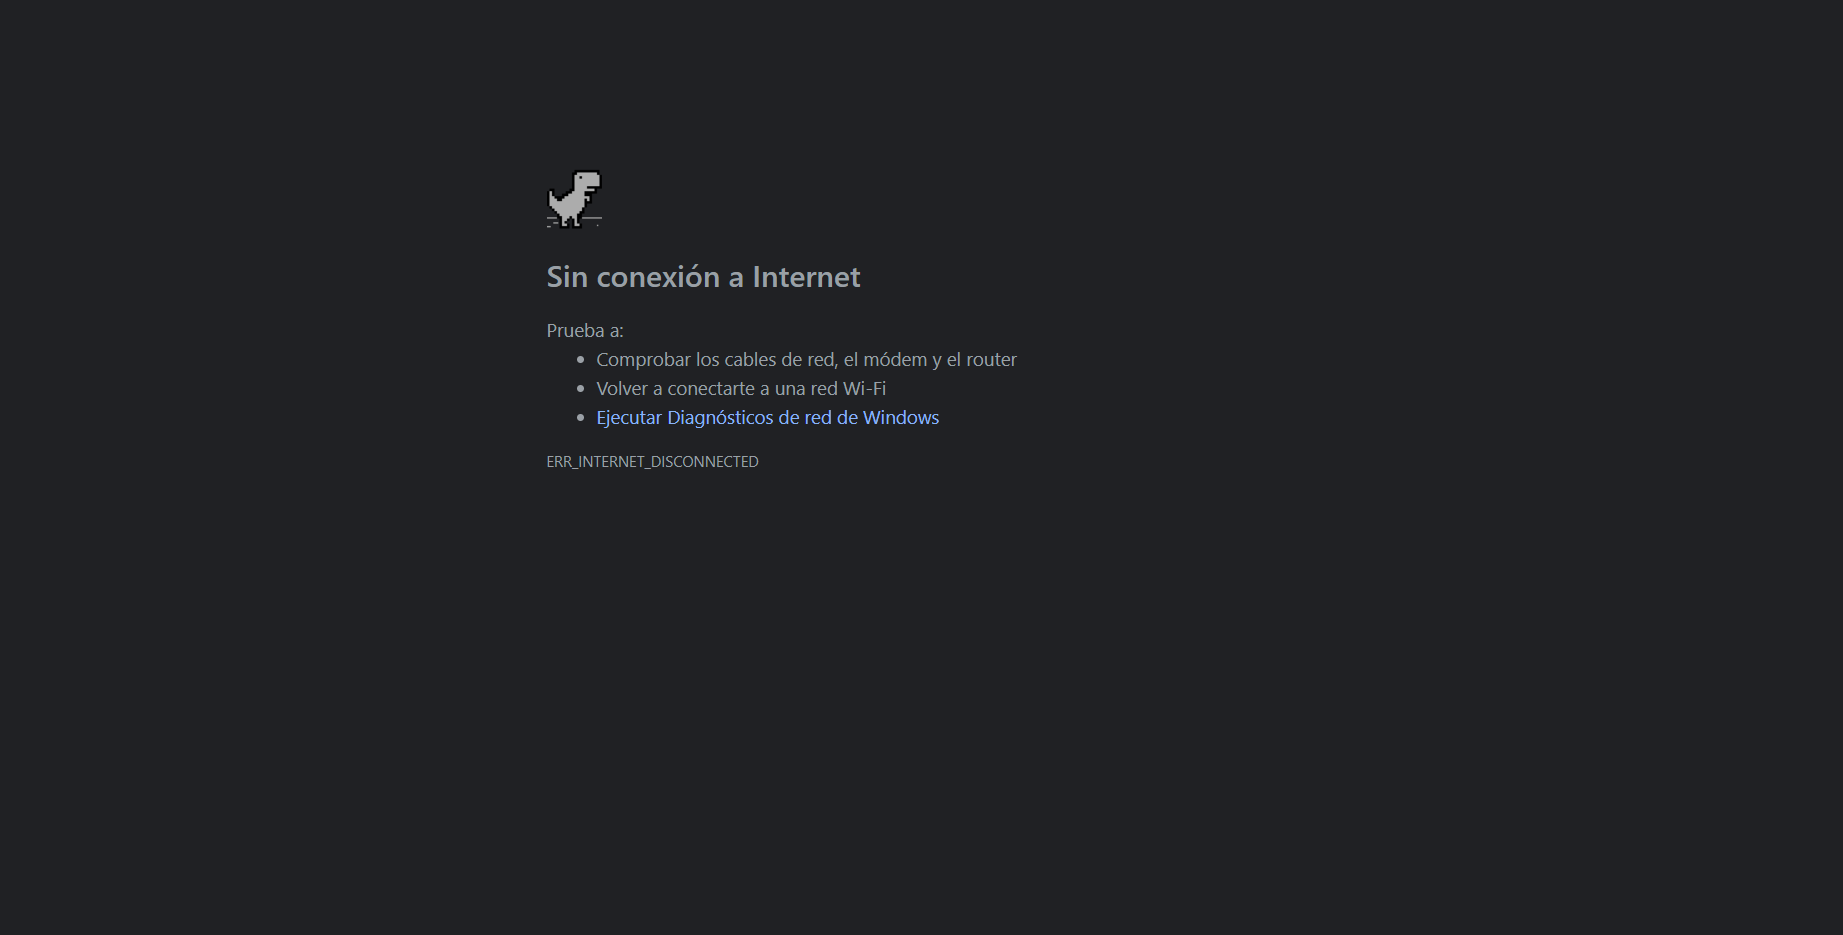 Sin conexión a Internet
Prueba a:
Comprobar los cables de red, el módem y el router
Volver a conectarte a una red Wi-Fi
Ejecutar Diagnósticos de red de Windows
ERR_INTERNET_DISCONNECTED